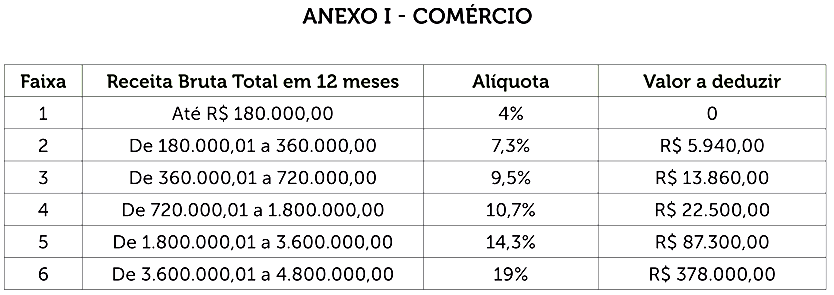 ANEXO I - COMÉRCIO
Faixa Receita Bruta Total em 12 meses Alíquota Valor a deduzir
1 Até R$ 180.000,00 4% 0
2 De 180.000,01 a 360.000,00 7,3% R$ 5.940,00
3 De 360.000,01 a 720.000,00 9,5% R$ 13.860,00
4 De 720.000,01 a 1.800.000,00 10,7% R$ 22.500,00
5 De 1.800.000,01 a 3.600.000,00 14,3% R$ 87.300,00
6 De 3.600.000,01 a 4.800.000,00 19% R$ 378.000,00